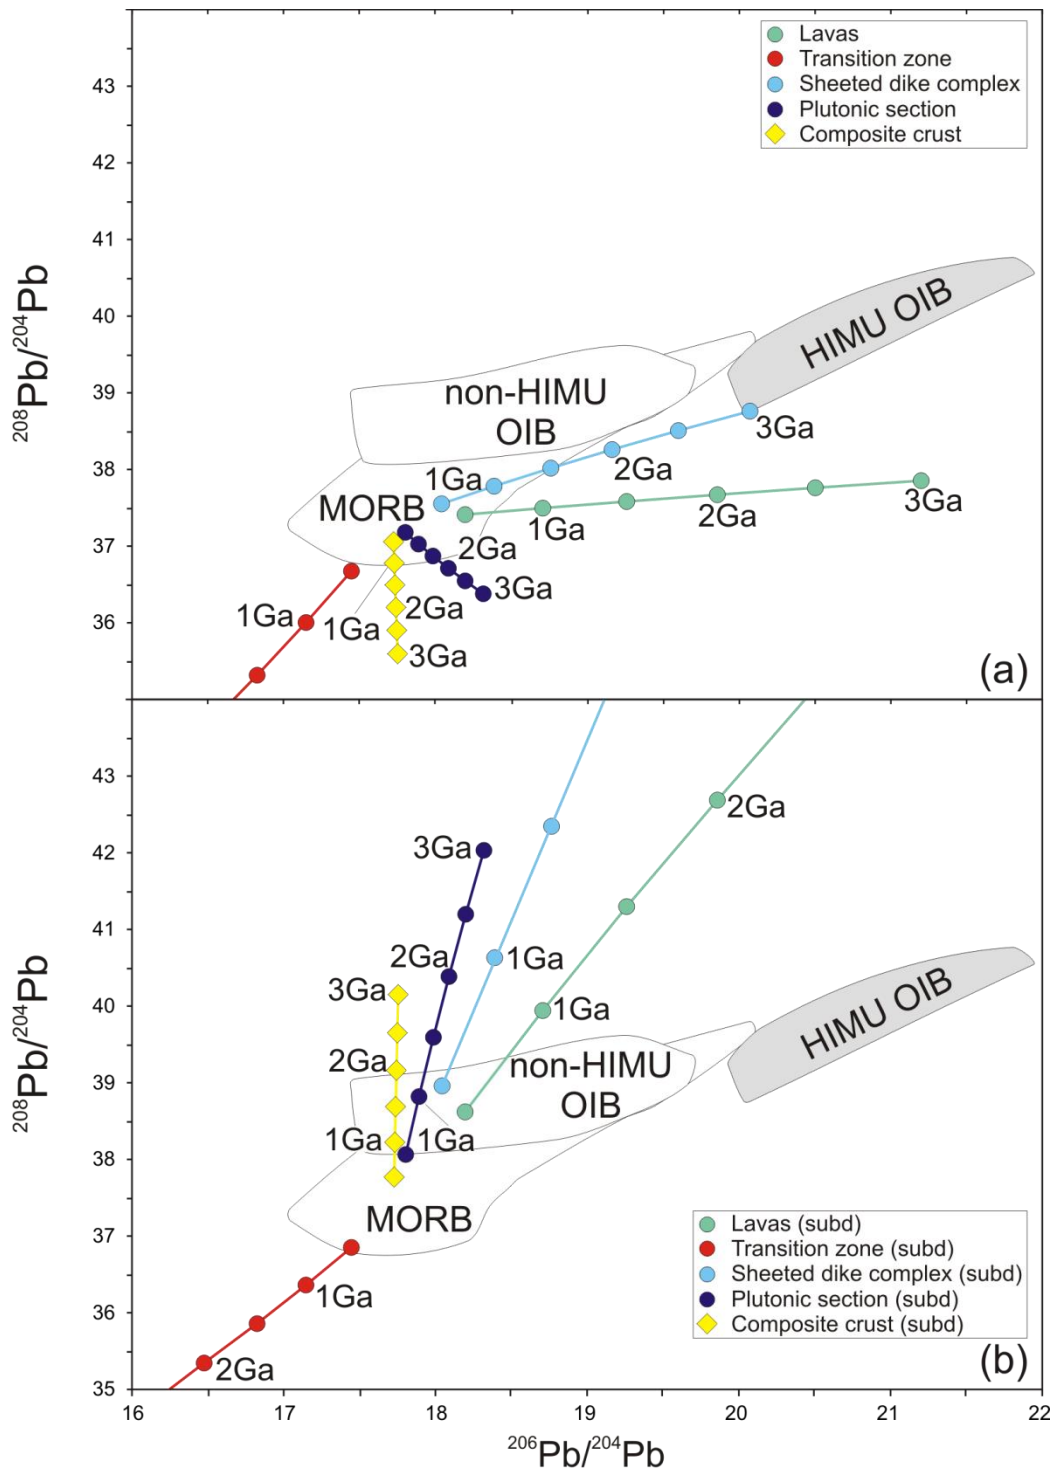 43
42
41
40
39
38
37
36
208Pb/204Pb
Lavas
Transition zone
Sheeted dike complex
Plutonic section
Composite crust
HIMU OIB
non-HIMU
OIB
3Ga
1Ga
2Ga
MORB
1Ga
2Ga
3Ga
2Ga
3Ga
1Ga
1Ga
2Ga
3Ga
(a)
43
42
41
40
39
38
37
36
35
208Pb/204Pb
2Ga
3Ga
2Ga
1Ga
3Ga
1Ga
2Ga
non-HIMU
OIB
HIMU OIB
1Ga
1Ga
MORB
1Ga
2Ga
Lavas (subd)
Transition zone (subd)
Sheeted dike complex (subd)
Plutonic section (subd)
Composite crust (subd)
(b)
16 17 18 19 20 21 22
206Pb/204Pb